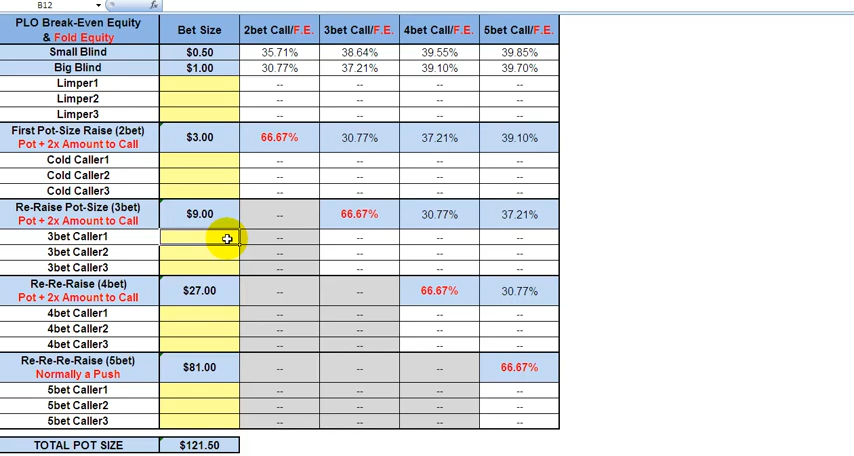 B12 fx
PLO Break-Even Equity & Fold Equity Bet Size 2bet Call/F.E. 3bet Call/F.E. 4bet Call/F.E. 5bet Call/F.E.
Small Blind $0.50 35.71% 38.64% 39.55% 39.85%
Big Blind $1.00 30.77% 37.21% 39.10% 39.70%
Limper1 -- -- -- --
Limper2 -- -- -- --
Limper3 -- -- -- --
First Pot-Size Raise (2bet) Pot + 2x Amount to Call $3.00 66.67% 30.77% 37.21% 39.10%
Cold Caller1 -- -- -- --
Cold Caller2 -- -- -- --
Cold Caller3 -- -- -- --
Re-Raise Pot-Size (3bet) Pot + 2x Amount to Call $9.00 -- 66.67% 30.77% 37.21%
3bet Caller1 -- -- -- --
3bet Caller2 -- -- -- --
3bet Caller3 -- -- -- --
Re-Re-Raise (4bet) Pot + 2x Amount to Call $27.00 -- -- 66.67% 30.77%
4bet Caller1 -- -- -- --
4bet Caller2 -- -- -- --
4bet Caller3 -- -- -- --
Re-Re-Re-Raise (5bet) Normally a Push $81.00 -- -- -- 66.67%
5bet Caller1 -- -- -- --
5bet Caller2 -- -- -- --
5bet Caller3 -- -- -- --
TOTAL POT SIZE $121.50